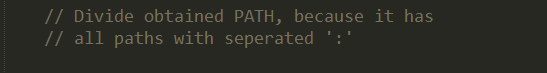 // Divide obtained PATH, because it has
// all paths with seperated ':'